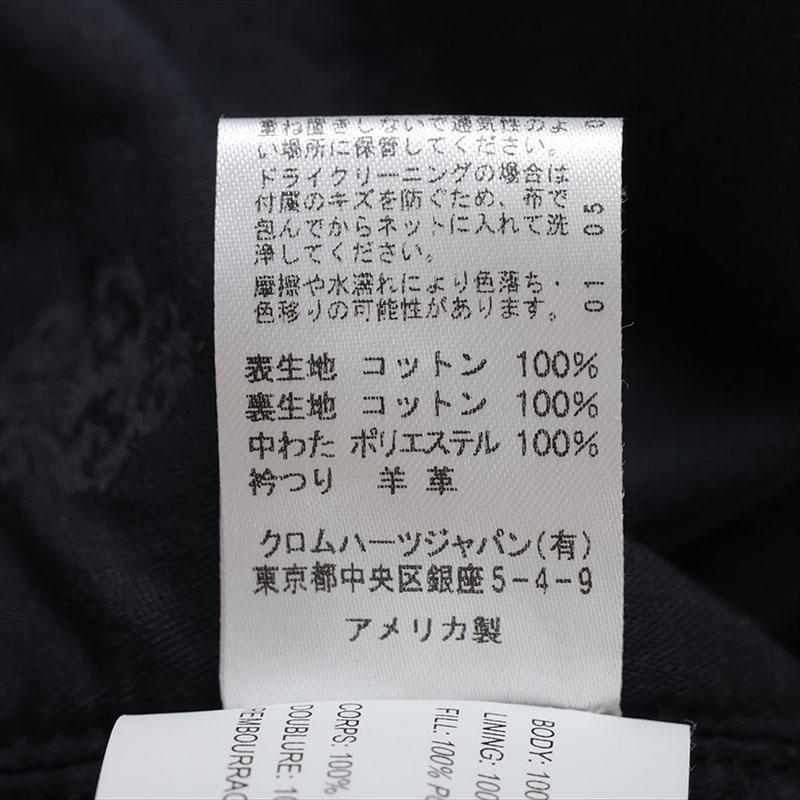 重ね置きしないで通気性のよ
い場所に保管してください。
ドライクリーニングの場合は
付属のキズを防ぐため、布で
包んでからネットに入れて洗
浄してください。
摩擦や水濡れにより色落ち・
色移りの可能性があります。
01 05
表生地 コットン 100%
裏生地 コットン 100%
中わた ポリエステル 100%
衿つり 羊革
クロムハーツジャパン(有)
東京都中央区銀座5-4-9
アメリカ製
BODY: 100
LINING: 100
FILL: 100% PO
CORPS: 100%
DOUBLURE: 10
REMBOURRAG